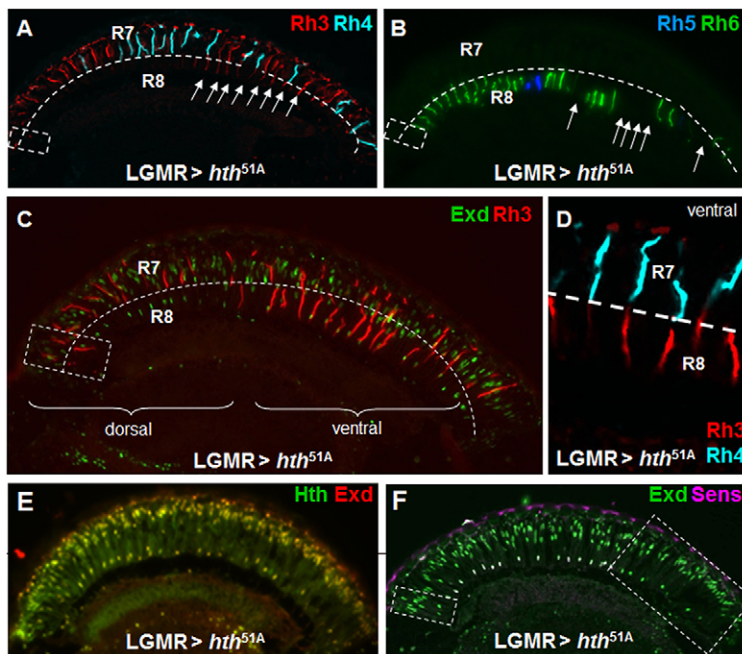 A Rh3 Rh4
R7
R8
LGMR > hth51A
B Rh5 Rh6
R7
R8
LGMR > hth51A
C Exd Rh3
R7
R8
dorsal ventral
LGMR > hth51A
D ventral
R7
R8
Rh3
LGMR > hth51A Rh4
E Hth Exd
LGMR > hth51A
F Exd Sens
LGMR > hth51A